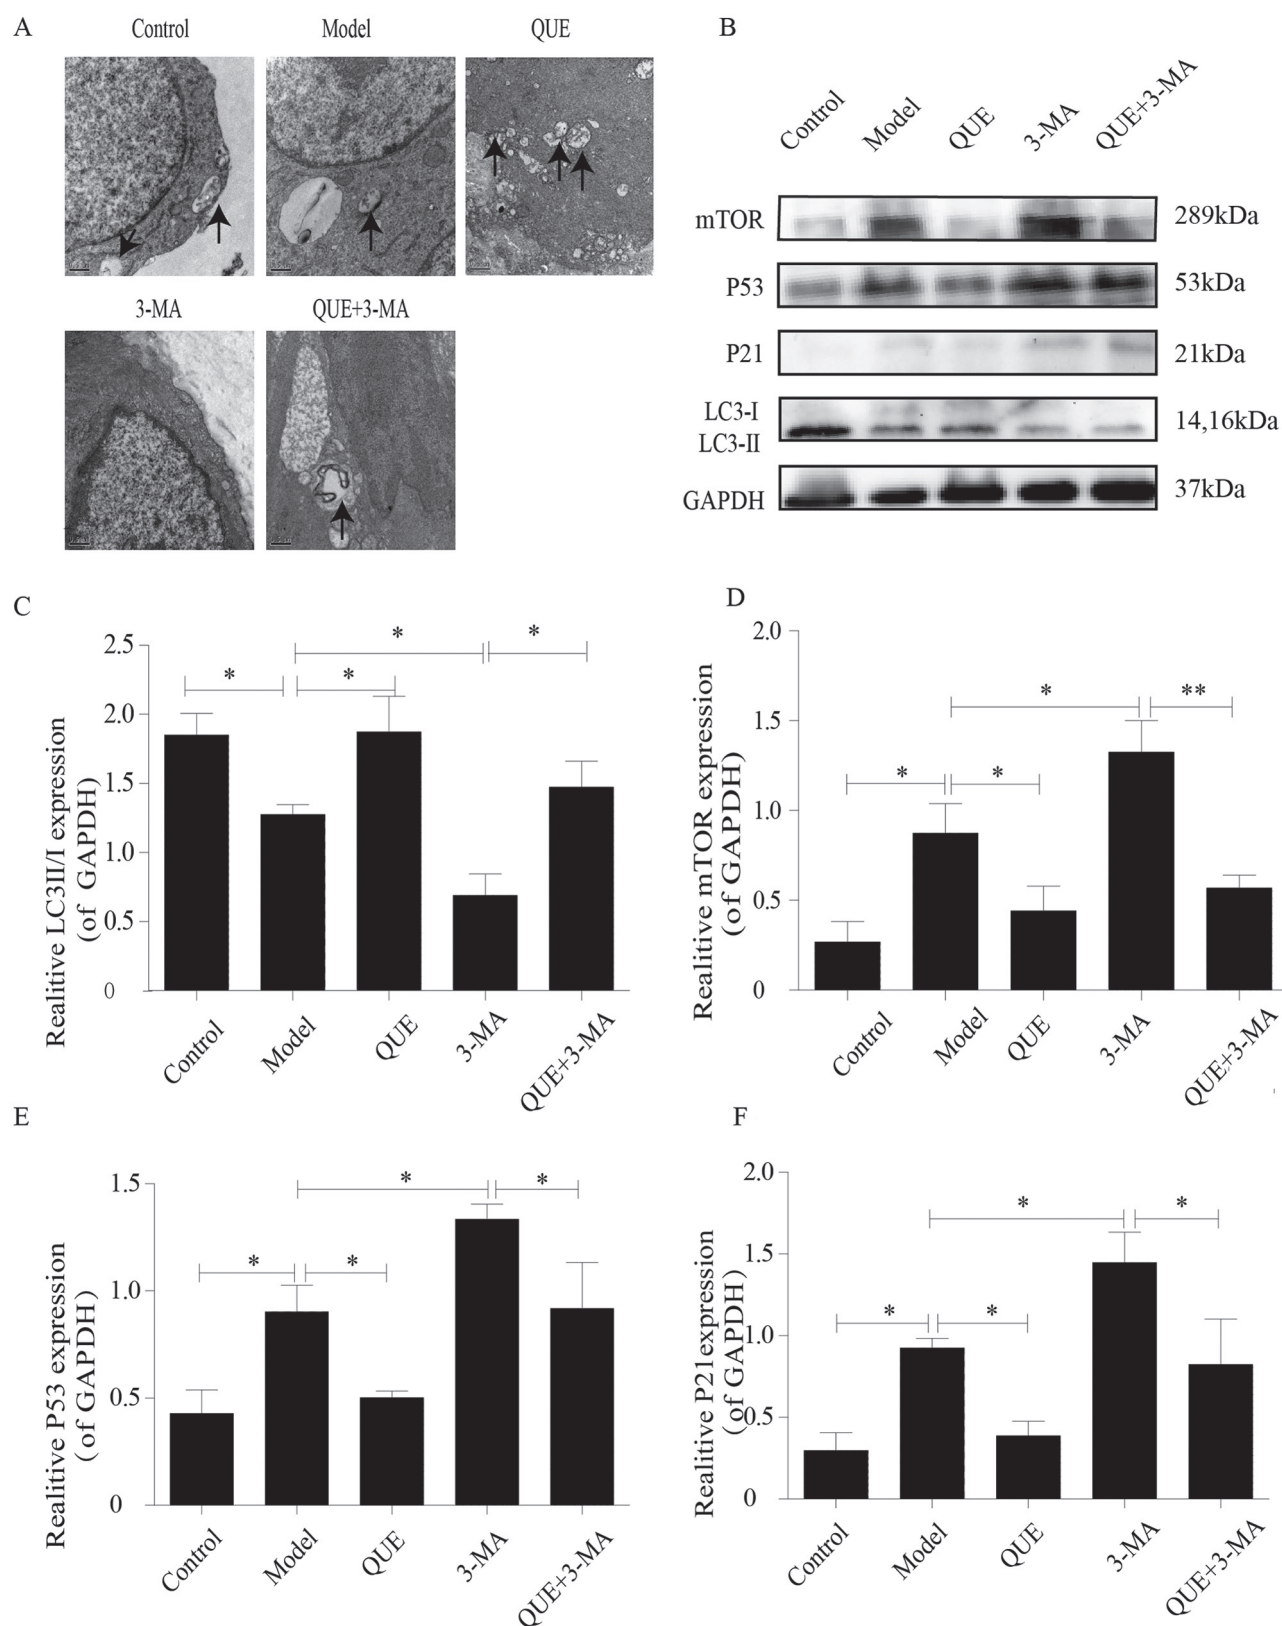 A
Control
Model
QUE
3-MA
QUE+3-MA
B
Control
Model
QUE
3-MA
QUE+3-MA
mTOR
289kDa
P53
53kDa
P21
21kDa
LC3-I
LC3-II
14,16kDa
GAPDH
37kDa
C
Realitive LC3II/I expression
(of GAPDH)
2.5
2.0
1.5
1.0
0.5
0
*
*
*
*
Control
Model
QUE
3-MA
QUE+3-MA
D
Realitive mTOR expression
(of GAPDH)
2.0
1.5
1.0
0.5
0
*
**
*
*
Control
Model
QUE
3-MA
QUE+3-MA
E
Realitive P53 expression
(of GAPDH)
1.5
1.0
0.5
0
*
*
*
*
Control
Model
QUE
3-MA
QUE+3-MA
F
Realitive P21expression
(of GAPDH)
2.0
1.5
1.0
0.5
0
*
*
*
*
Control
Model
QUE
3-MA
QUE+3-MA